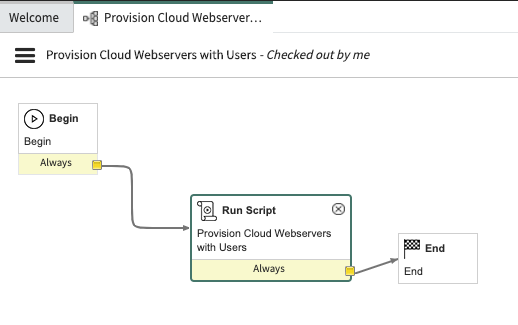 Welcome
Provision Cloud Webserver...
Provision Cloud Webservers with Users - Checked out by me
Begin
Begin
Always
Run Script
Provision Cloud Webservers
with Users
Always
End
End